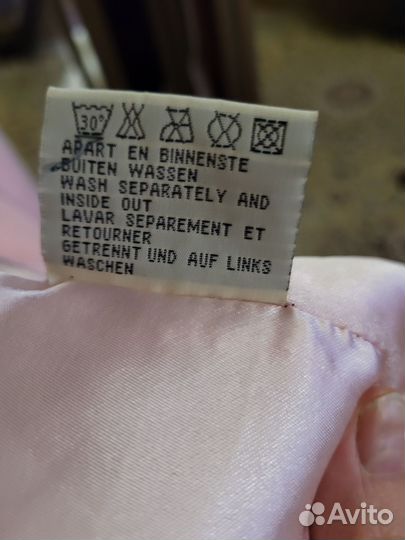 30°
APART EN BINNENSTE
BUITEN WASSEN
WASH SEPARATELY AND
INSIDE OUT
LAVAR SEPAREMENT ET
RETOURNER
GETRENNT UND AUF LINKS
WASCHEN
Avito